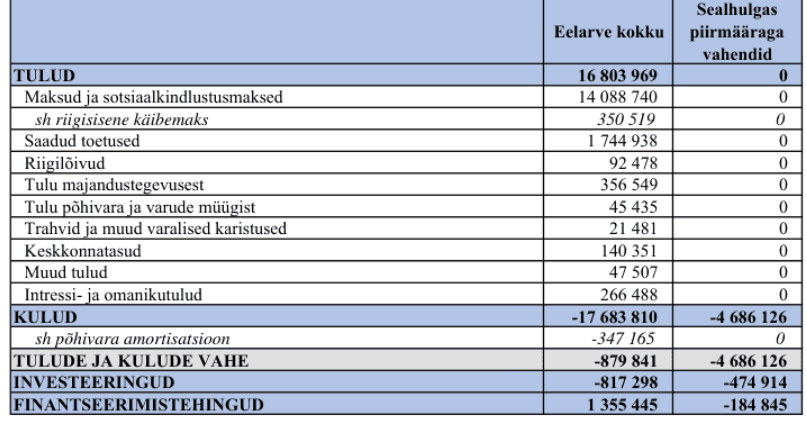 Eelarve kokku
Sealhulgas
piirmääraga
vahendid
TULUD 16 803 969 0
Maksud ja sotsiaalkindlustusmaksed 14 088 740 0
sh riigisisene käibemaks 350 519 0
Saadud toetused 1 744 938 0
Riigilõivud 92 478 0
Tulu majandustegevusest 356 549 0
Tulu põhivara ja varude müügist 45 435 0
Trahvid ja muud varalised karistused 21 481 0
Keskkonnatasud 140 351 0
Muud tulud 47 507 0
Intressi- ja omanikutulud 266 488 0
KULUD -17 683 810 -4 686 126
sh põhivara amortisatsioon -347 165 0
TULUDE JA KULUDE VAHE -879 841 -4 686 126
INVESTEERINGUD -817 298 -474 914
FINANTSEERIMISTEHINGUD 1 355 445 -184 845